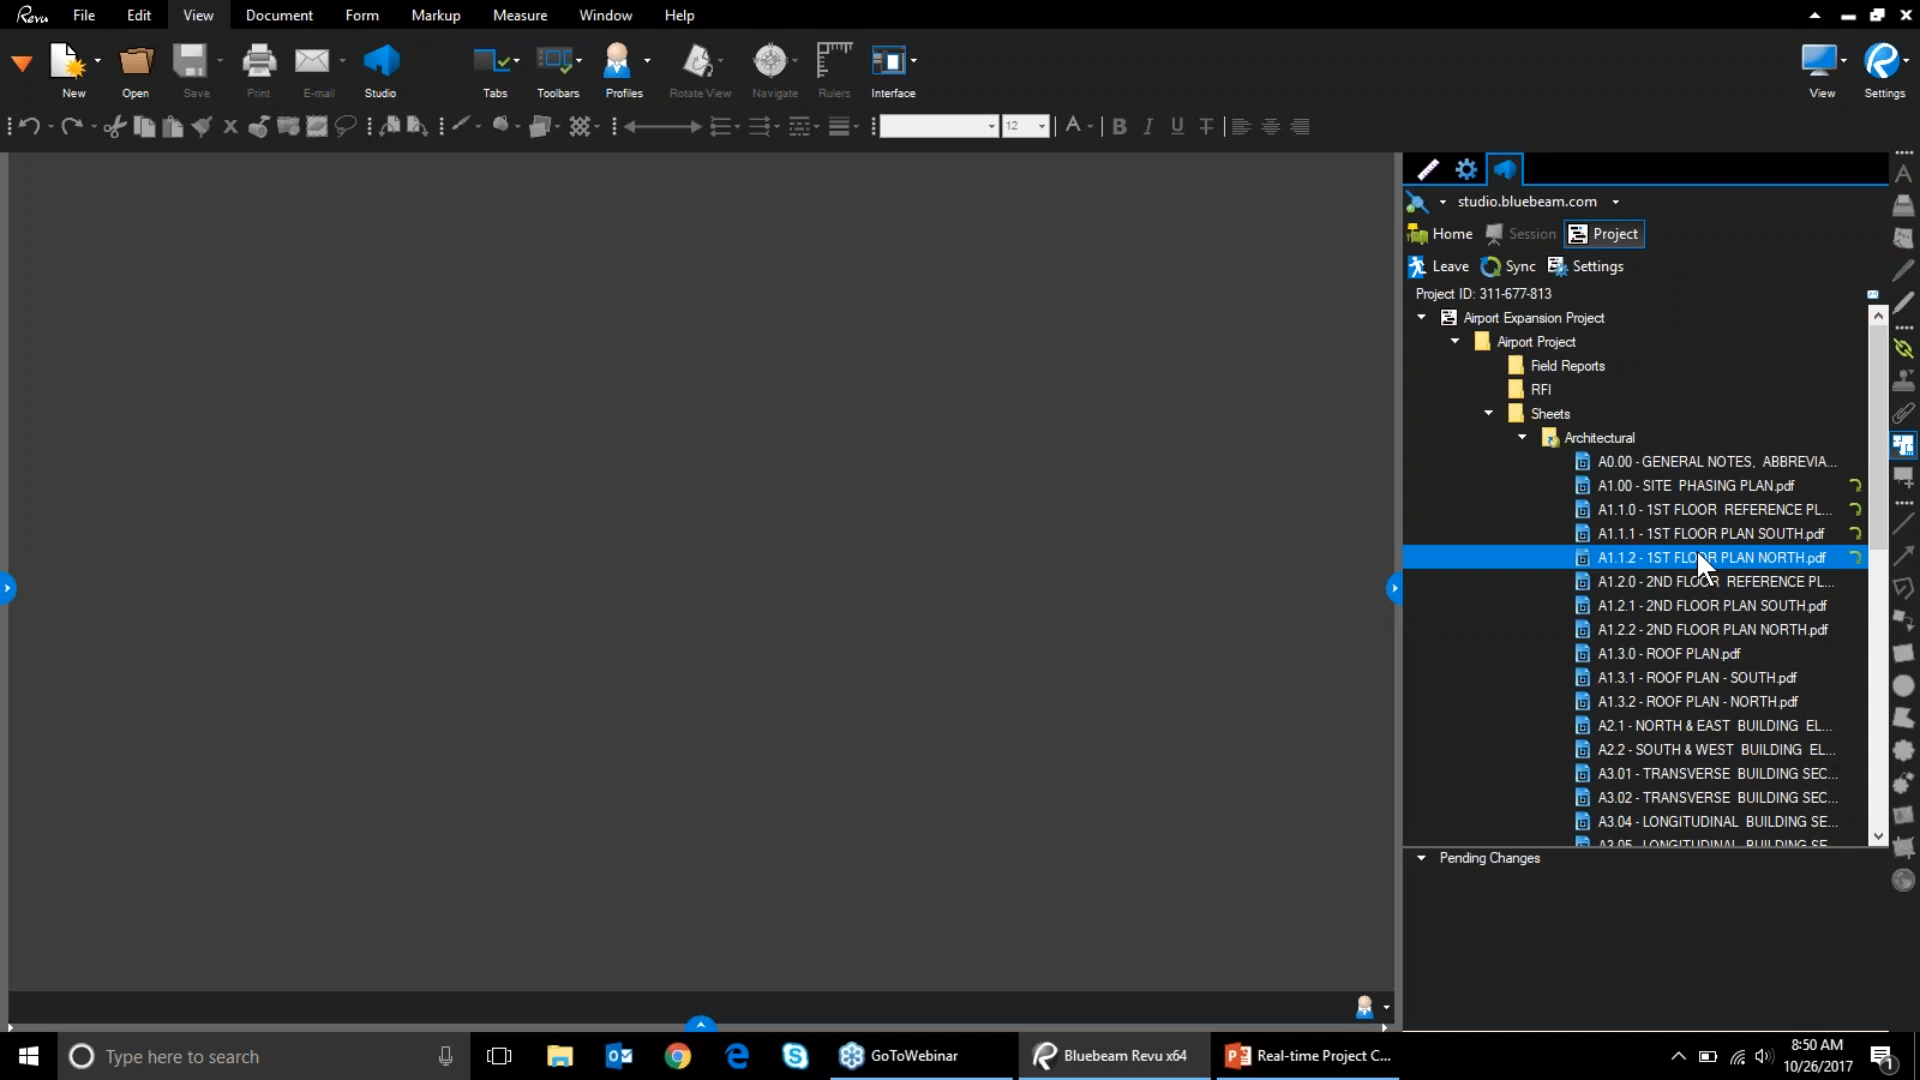 Revu File Edit View Document Form Markup Measure Window Help
New Open Save Print E-mail Studio Tabs Toolbars Profiles Rotate View Navigate Rulers Interface View Settings
12 A B I U T
studio.bluebeam.com
Home Session Project
Leave Sync Settings
Project ID: 311-677-813
Airport Expansion Project
Airport Project
Field Reports
RFI
Sheets
Architectural
A0.00 - GENERAL NOTES, ABBREVIA...
A1.00 - SITE PHASING PLAN.pdf
A1.1.0 - 1ST FLOOR REFERENCE PL...
A1.1.1 - 1ST FLOOR PLAN SOUTH.pdf
A1.1.2 - 1ST FLOOR PLAN NORTH.pdf
A1.2.0 - 2ND FLOOR REFERENCE PL...
A1.2.1 - 2ND FLOOR PLAN SOUTH.pdf
A1.2.2 - 2ND FLOOR PLAN NORTH.pdf
A1.3.0 - ROOF PLAN.pdf
A1.3.1 - ROOF PLAN - SOUTH.pdf
A1.3.2 - ROOF PLAN - NORTH.pdf
A2.1 - NORTH & EAST BUILDING EL...
A2.2 - SOUTH & WEST BUILDING EL...
A3.01 - TRANSVERSE BUILDING SEC...
A3.02 - TRANSVERSE BUILDING SEC...
A3.04 - LONGITUDINAL BUILDING SE...
A3.05 - LONGITUDINAL BUILDING SE...
Pending Changes
Type here to search
GoToWebinar
Bluebeam Revu x64
Real-time Project C...
8:50 AM
10/26/2017
1